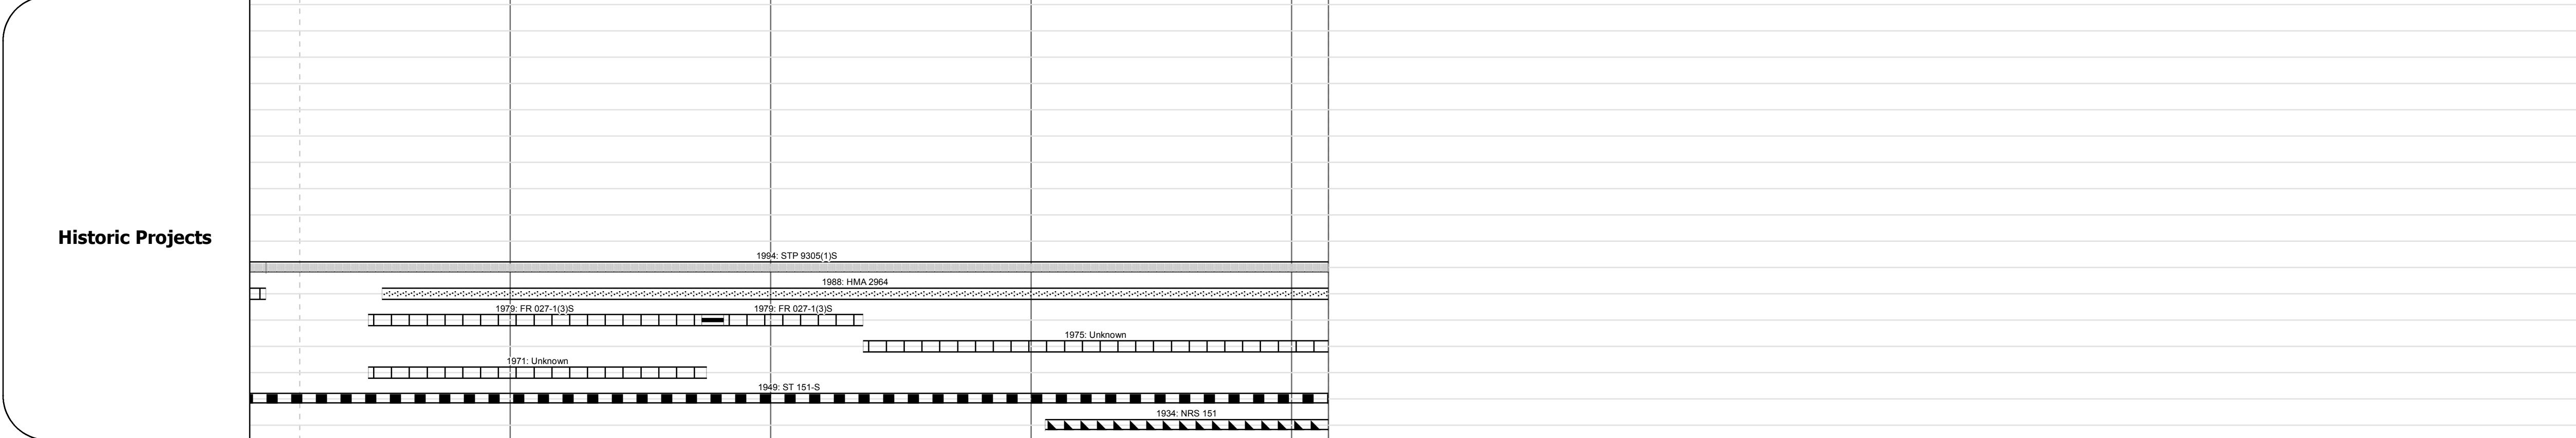 Historic Projects
1994: STP 9305(1)S
1988: HMA 2964
1979: FR 027-1(3)S 1979: FR 027-1(3)S
1975: Unknown
1971: Unknown
1949: ST 151-S
1934: NRS 151